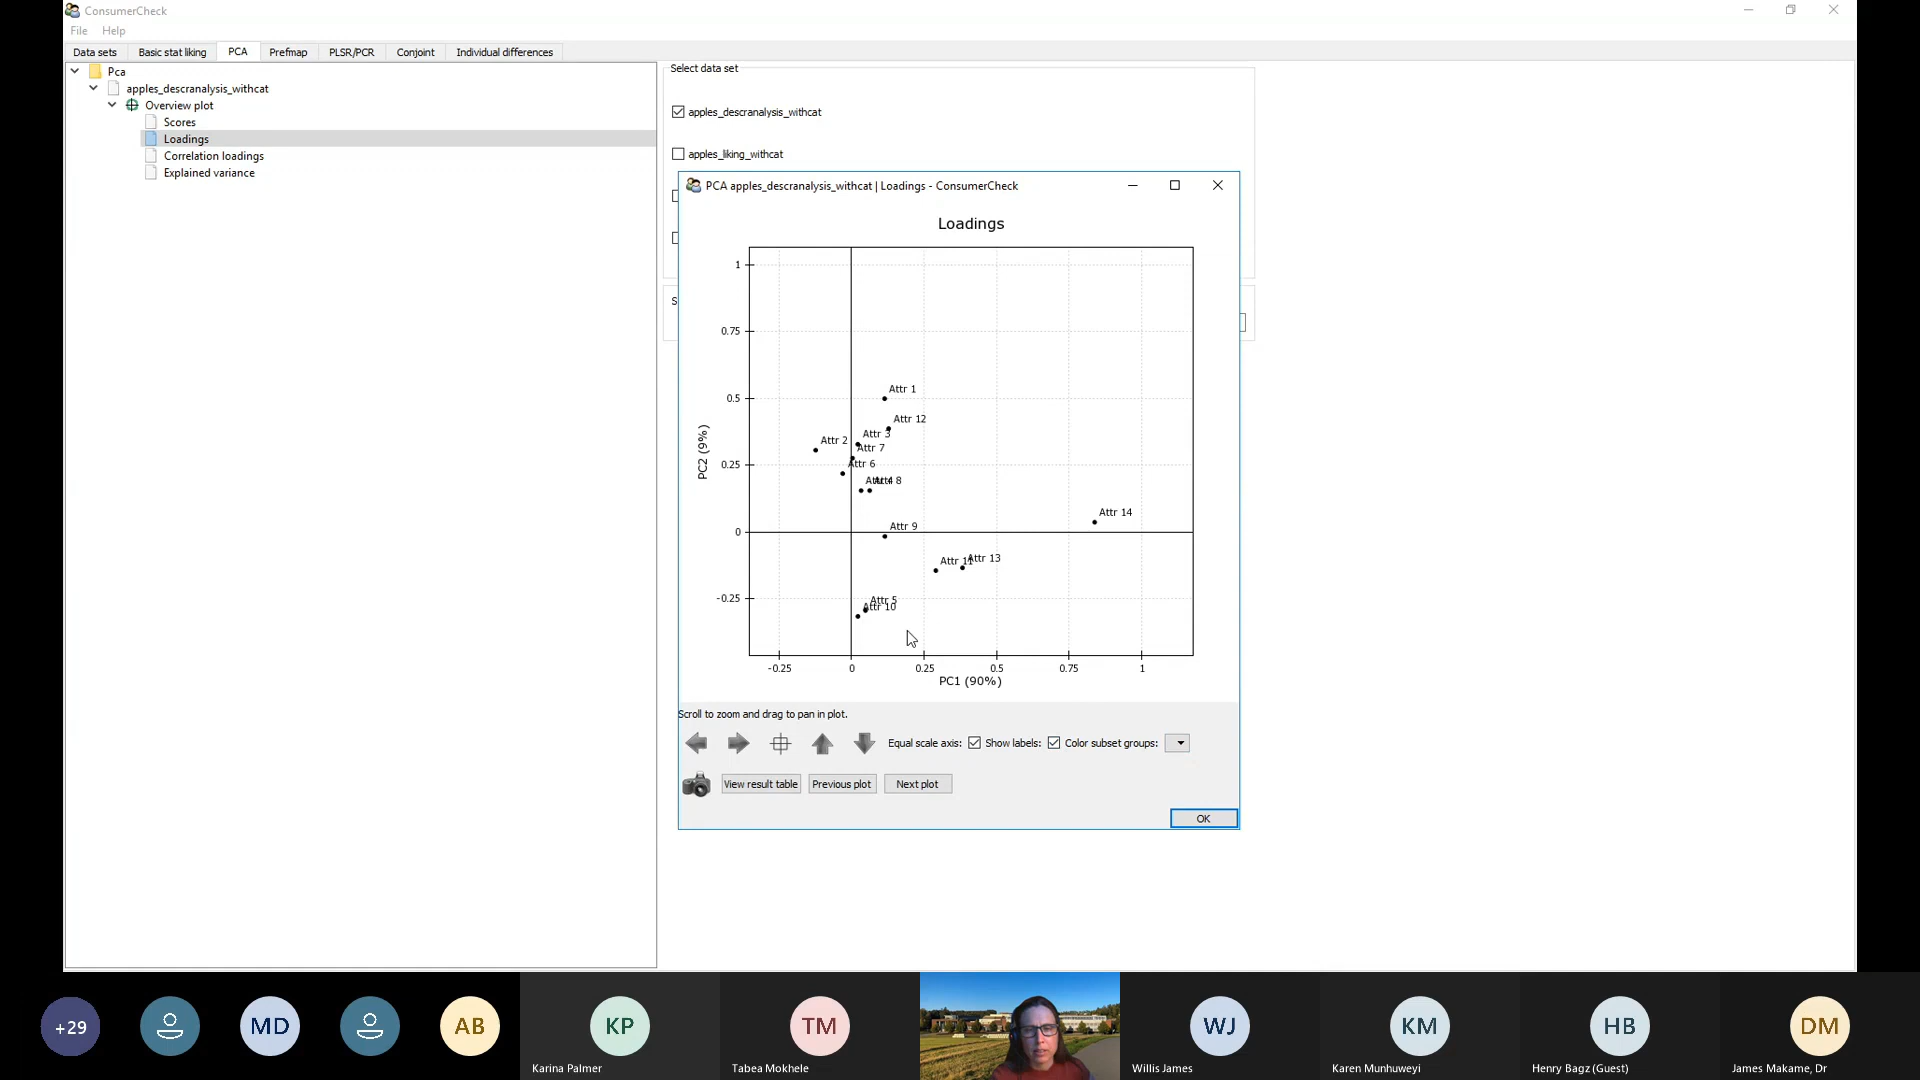 ConsumerCheck
File Help
Data sets Basic stat liking PCA Prefmap PLSR/PCR Conjoint Individual differences
Pca
apples_descranalysis_withcat
Overview plot
Scores
Loadings
Correlation loadings
Explained variance
Select data set
apples_descranalysis_withcat
apples_liking_withcat
S
PCA apples_descranalysis_withcat | Loadings - ConsumerCheck
Loadings
1
0.75
0.5
0.25
0
-0.25
PC2 (9%)
Attr 1
Attr 12
Attr 3
Attr 2
Attr 7
Attr 6
Attr 4
Attr 8
Attr 14
Attr 9
Attr 11
Attr 13
Attr 5
Attr 10
-0.25 0 0.25 0.5 0.75 1
PC1 (90%)
Scroll to zoom and drag to pan in plot.
Equal scale axis: Show labels: Color subset groups:
View result table Previous plot Next plot
OK
+29 MD AB KP TM WJ KM HB DM
Karina Palmer Tabea Mokhele Willis James Karen Munhuweyi Henry Bagz (Guest) James Makame, Dr